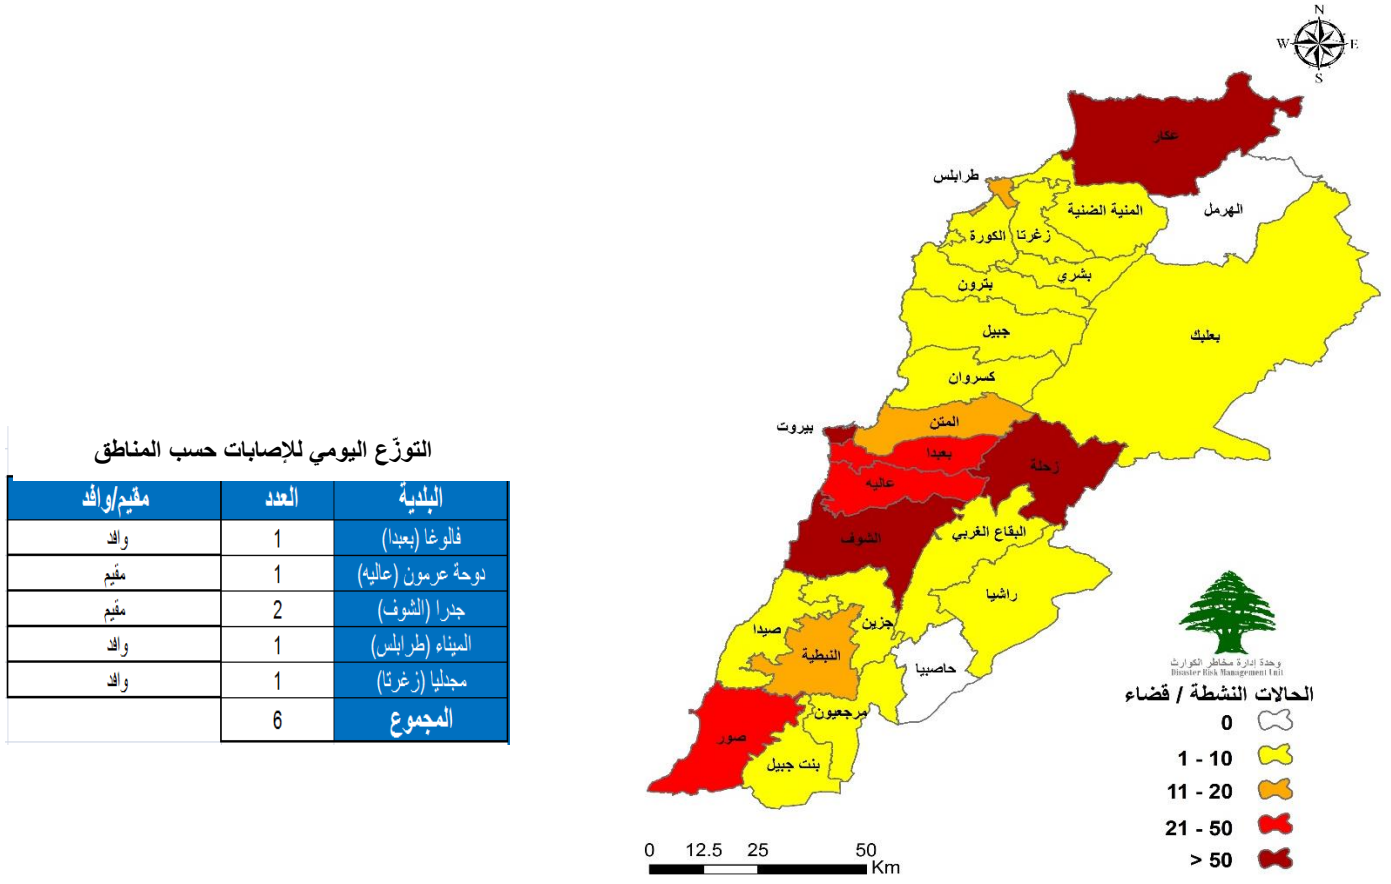 التوزّع اليومي للإصابات حسب المناطق
البلدية العدد مقيم/وافد
فالوغا (بعبدا) 1 وافد
دوحة عرمون (عاليه) 1 مقيم
جدرا (الشوف) 2 مقيم
الميناء (طرابلس) 1 وافد
مجدليا (زغرتا) 1 وافد
المجموع 6
N
W E
S
عكار
طرابلس
الهرمل
المنية الضنية
زغرتا
الكورة
بشري
بترون
جبيل
بعلبك
كسروان
المتن
بيروت
بعبدا
زحلة
عاليه
الشوف
البقاع الغربي
راشيا
جزين
صيدا
النبطية
حاصبيا
مرجعيون
صور
بنت جبيل
وحدة إدارة مخاطر الكوارث
Disaster Risk Management Unit
الحالات النشطة / قضاء
0
1 - 10
11 - 20
21 - 50
> 50
0 12.5 25 50
Km